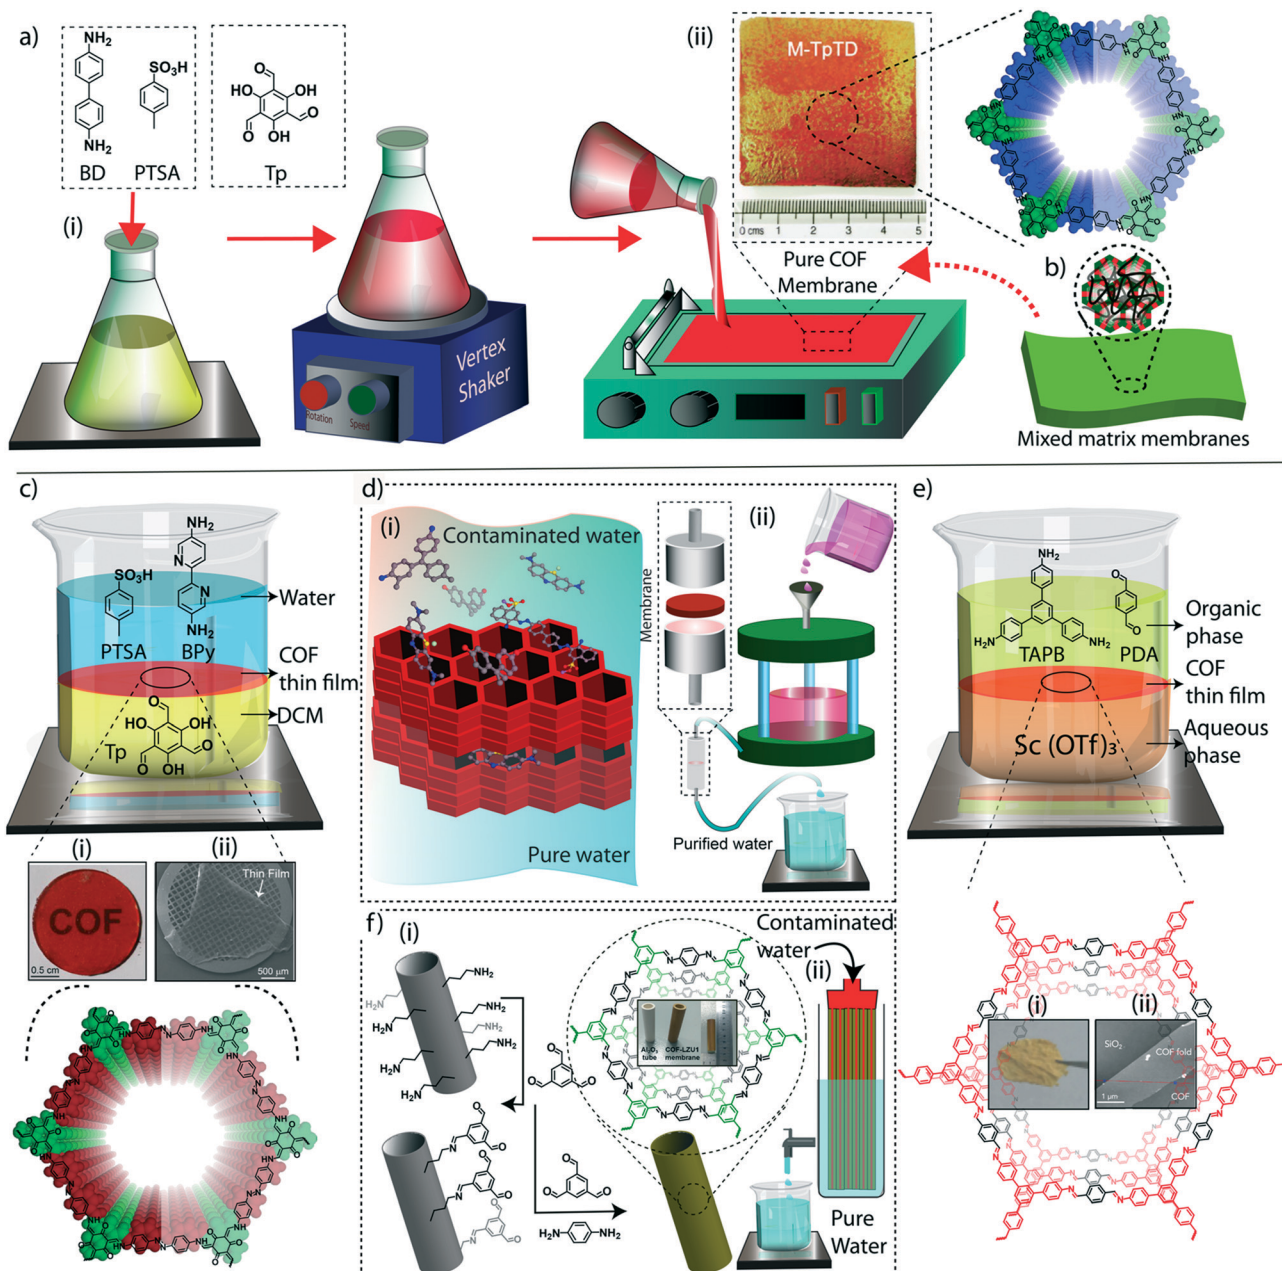 a)
NH₂
NH₂
BD
SO₃H
PTSA
O
O
O
OH
HO
OH
Tp
(i)
Vertex
Shaker
Rotation
Speed
(ii)
M-TpTD
0 cms 1 2 3 4 5
Pure COF
Membrane
b)
Mixed matrix membranes
c)
NH₂
N
N
NH₂
SO₃H
PTSA
BPy
Water
COF
thin film
DCM
O
HO
OH
O
O
OH
Tp
(i)
COF
0.5 cm
(ii)
Thin Film
500 µm
d)
(i)
Contaminated water
Pure water
Membrane
(ii)
Purified water
e)
NH₂
H₂N
NH₂
TAPB
O
O
PDA
Organic
phase
COF
thin film
Aqueous
phase
Sc (OTf)₃
(i)
(ii)
SiO₂
COF fold
1 µm
COF
f)
(i)
NH₂
H₂N
NH₂
H₂N
NH₂
H₂N
NH₂
H₂N
O
O
O
N
O
O
N
O
O
N
O
O
O
O
O
H₂N
NH₂
Al₂O₃
tube
COF-LZU1
membrane
Contaminated
water
(ii)
Pure
Water